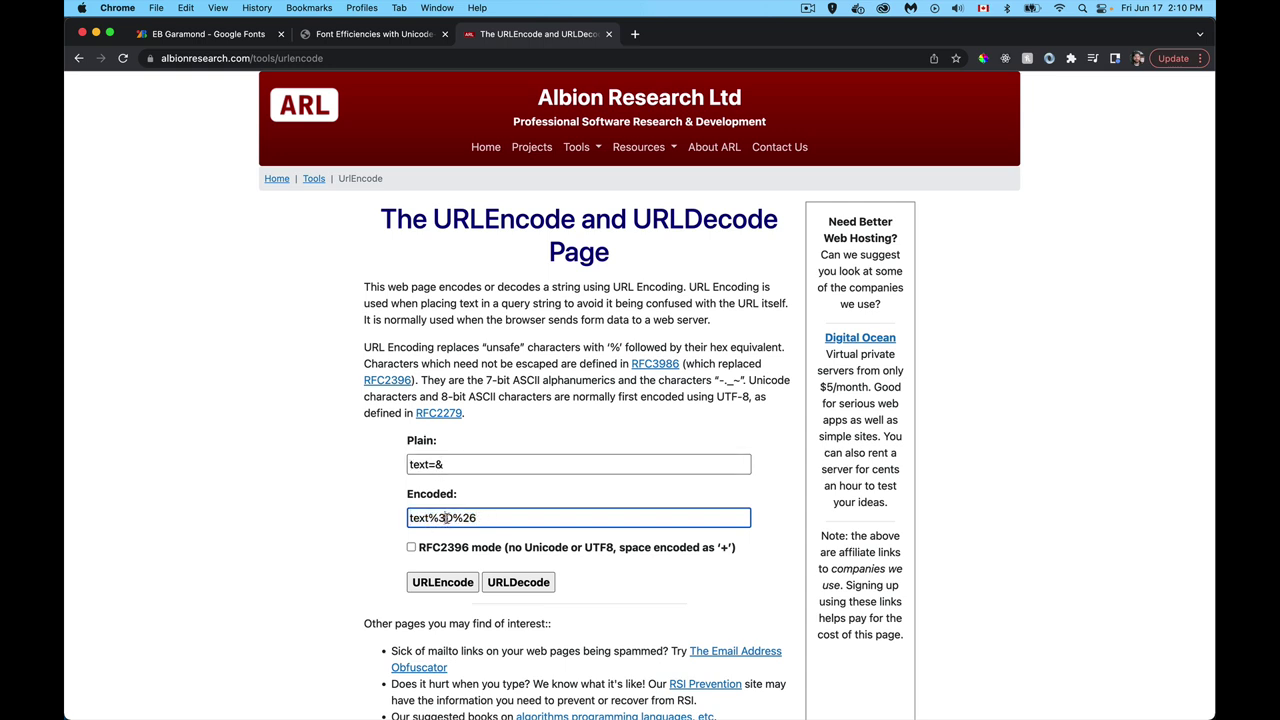 Chrome File Edit View History Bookmarks Profiles Tab Window Help Fri Jun 17 2:10 PM
EB Garamond - Google Fonts Font Efficiencies with Unicode- The URLEncode and URLDeco
albionresearch.com/tools/urlencode Update
ARL
Albion Research Ltd
Professional Software Research & Development
Home Projects Tools Resources About ARL Contact Us
Home | Tools | UrlEncode
The URLEncode and URLDecode
Page
This web page encodes or decodes a string using URL Encoding. URL Encoding is
used when placing text in a query string to avoid it being confused with the URL itself.
It is normally used when the browser sends form data to a web server.
URL Encoding replaces “unsafe” characters with ‘%’ followed by their hex equivalent.
Characters which need not be escaped are defined in RFC3986 (which replaced
RFC2396). They are the 7-bit ASCII alphanumerics and the characters “-._~”. Unicode
characters and 8-bit ASCII characters are normally first encoded using UTF-8, as
defined in RFC2279.
Plain:
text=&
Encoded:
text%3D%26
RFC2396 mode (no Unicode or UTF8, space encoded as ‘+’)
URLEncode URLDecode
Other pages you may find of interest::
• Sick of mailto links on your web pages being spammed? Try The Email Address
Obfuscator
• Does it hurt when you type? We know what it's like! Our RSI Prevention site may
have the information you need to prevent or recover from RSI.
• Our suggested books on algorithms programming languages, etc.
Need Better
Web Hosting?
Can we suggest
you look at some
of the companies
we use?
Digital Ocean
Virtual private
servers from only
$5/month. Good
for serious web
apps as well as
simple sites. You
can also rent a
server for cents
an hour to test
your ideas.
Note: the above
are affiliate links
to companies we
use. Signing up
using these links
helps pay for the
cost of this page.